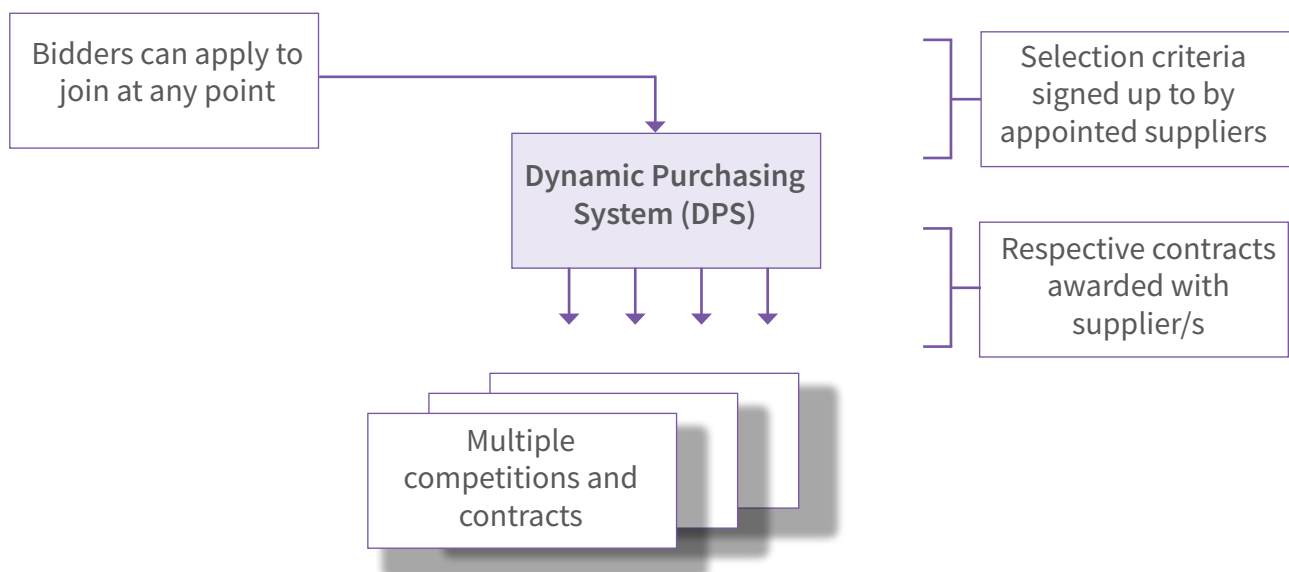 Bidders can apply to
join at any point
Selection criteria
signed up to by
appointed suppliers
Dynamic Purchasing
System (DPS)
Respective contracts
awarded with
supplier/s
Multiple
competitions and
contracts